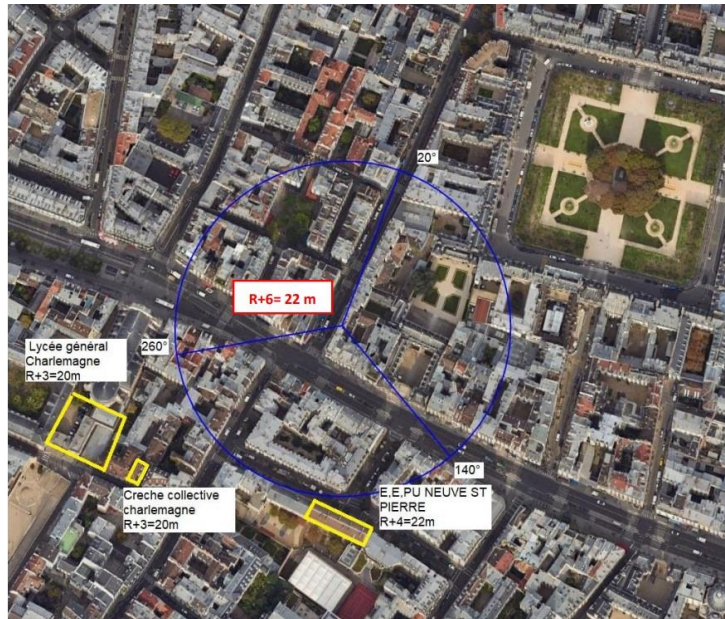 20°
R+6= 22 m
260°
Lycée général
Charlemagne
R+3=20m
140°
Creche collective
charlemagne
R+3=20m
E,E,PU NEUVE ST
PIERRE
R+4=22m